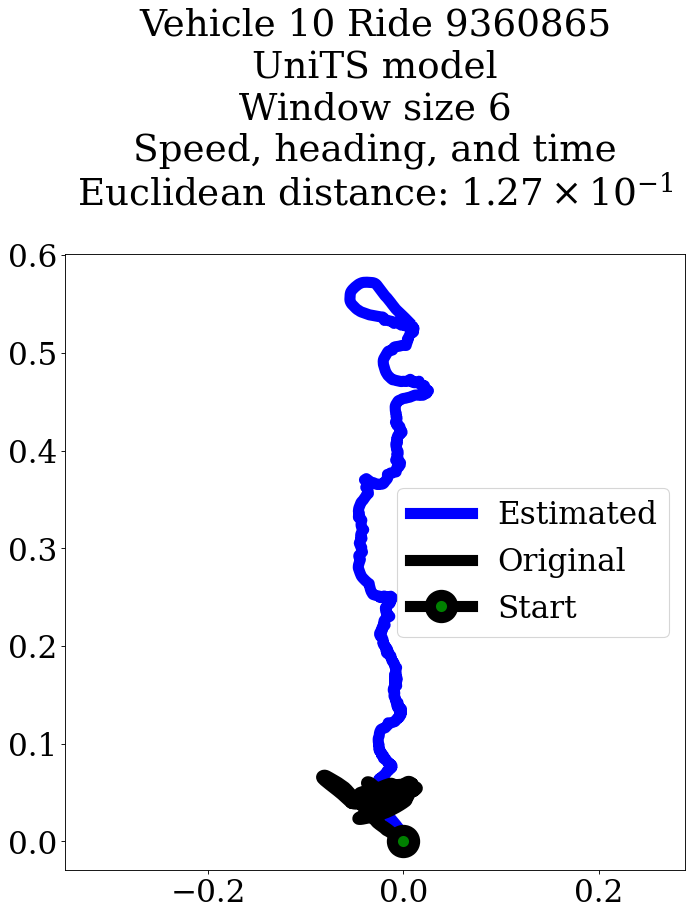 Vehicle 10 Ride 9360865
UniTS model
Window size 6
Speed, heading, and time
Euclidean distance: 1.27 × 10⁻¹
0.6
0.5
0.4
0.3
0.2
0.1
0.0
Estimated
Original
Start
−0.2 0.0 0.2